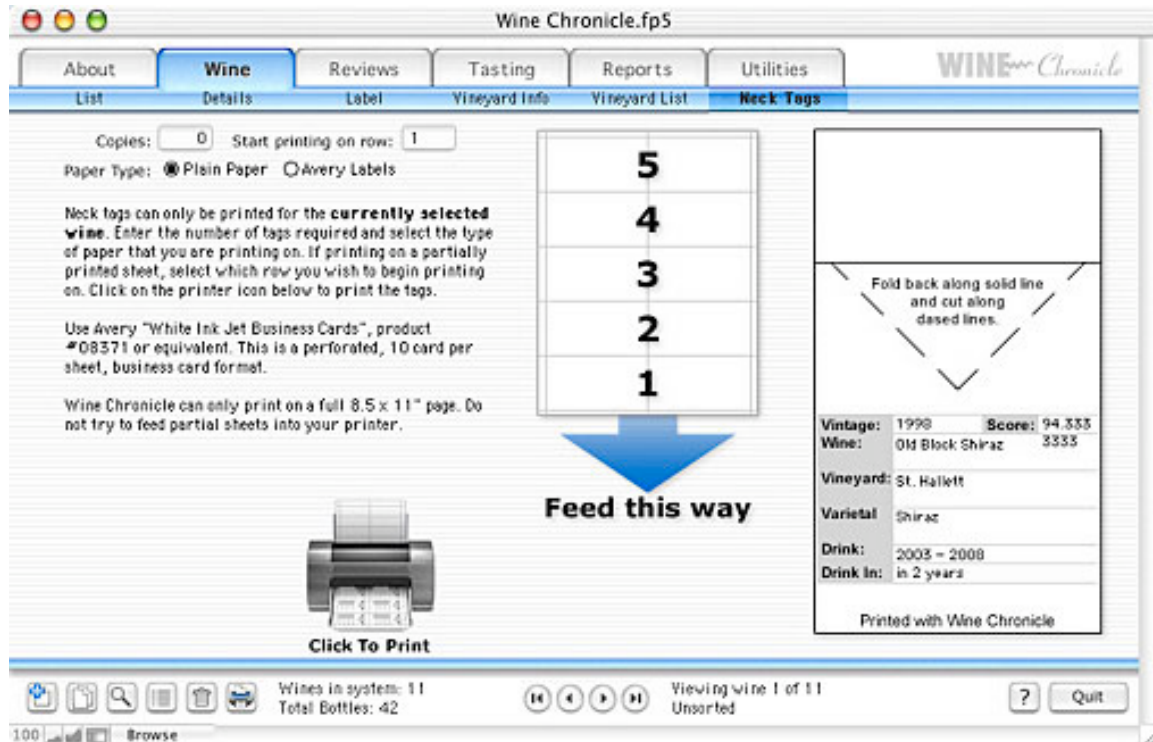 Wine Chronicle.fp5
About Wine Reviews Tasting Reports Utilities WINE Chronicle
List Details Label Vineyard Info Vineyard List Neck Tags
Copies: 0 Start printing on row: 1
Paper Type: Plain Paper Avery Labels
Neck tags can only be printed for the currently selected
wine. Enter the number of tags required and select the type
of paper that you are printing on. If printing on a partially
printed sheet, select which row you wish to begin printing
on. Click on the printer icon below to print the tags.
Use Avery "White Ink Jet Business Cards", product
#08371 or equivalent. This is a perforated, 10 card per
sheet, business card format.
Wine Chronicle can only print on a full 8.5 x 11" page. Do
not try to feed partial sheets into your printer.
Click To Print
5
4
3
2
1
Feed this way
Fold back along solid line
and cut along
dased lines.
Vintage: 1998 Score: 94.333
Wine: Old Block Shiraz 3333
Vineyard: St. Hallett
Varietal Shiraz
Drink: 2003 - 2008
Drink In: in 2 years
Printed with Wine Chronicle
Wines in system: 11
Total Bottles: 42
Viewing wine 1 of 11
Unsorted
? Quit
100 Browse